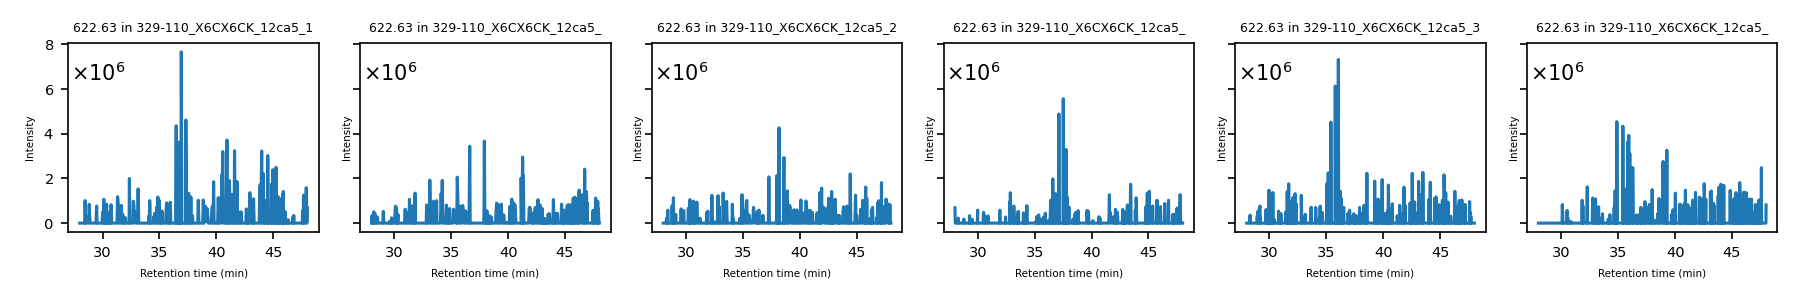 622.63 in 329-110_X6CX6CK_12ca5_1
622.63 in 329-110_X6CX6CK_12ca5_
622.63 in 329-110_X6CX6CK_12ca5_2
622.63 in 329-110_X6CX6CK_12ca5_
622.63 in 329-110_X6CX6CK_12ca5_3
622.63 in 329-110_X6CX6CK_12ca5_
8
6
4
2
0
Intensity
×10⁶
30 35 40 45
Retention time (min)
Intensity
×10⁶
30 35 40 45
Retention time (min)
Intensity
×10⁶
30 35 40 45
Retention time (min)
Intensity
×10⁶
30 35 40 45
Retention time (min)
Intensity
×10⁶
30 35 40 45
Retention time (min)
Intensity
×10⁶
30 35 40 45
Retention time (min)